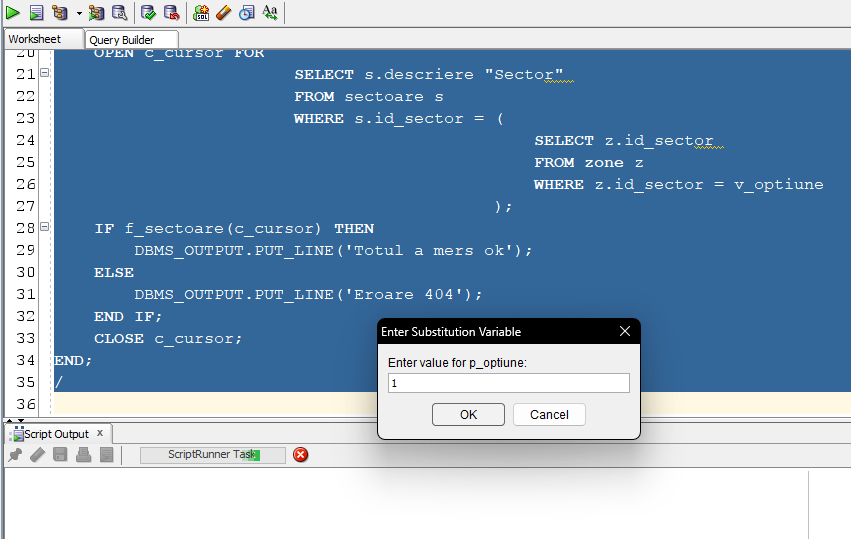 SQL
Aa
Worksheet
Query Builder
20 OPEN c_cursor FOR
21 SELECT s.descriere "Sector"
22 FROM sectoare s
23 WHERE s.id_sector = (
24 SELECT z.id_sector
25 FROM zone z
26 WHERE z.id_sector = v_optiune
27 );
28 IF f_sectoare(c_cursor) THEN
29 DBMS_OUTPUT.PUT_LINE('Totul a mers ok');
30 ELSE
31 DBMS_OUTPUT.PUT_LINE('Eroare 404');
32 END IF;
33 CLOSE c_cursor;
34 END;
35 /
36
Enter Substitution Variable
Enter value for p_optiune:
1
OK
Cancel
Script Output x
ScriptRunner Task